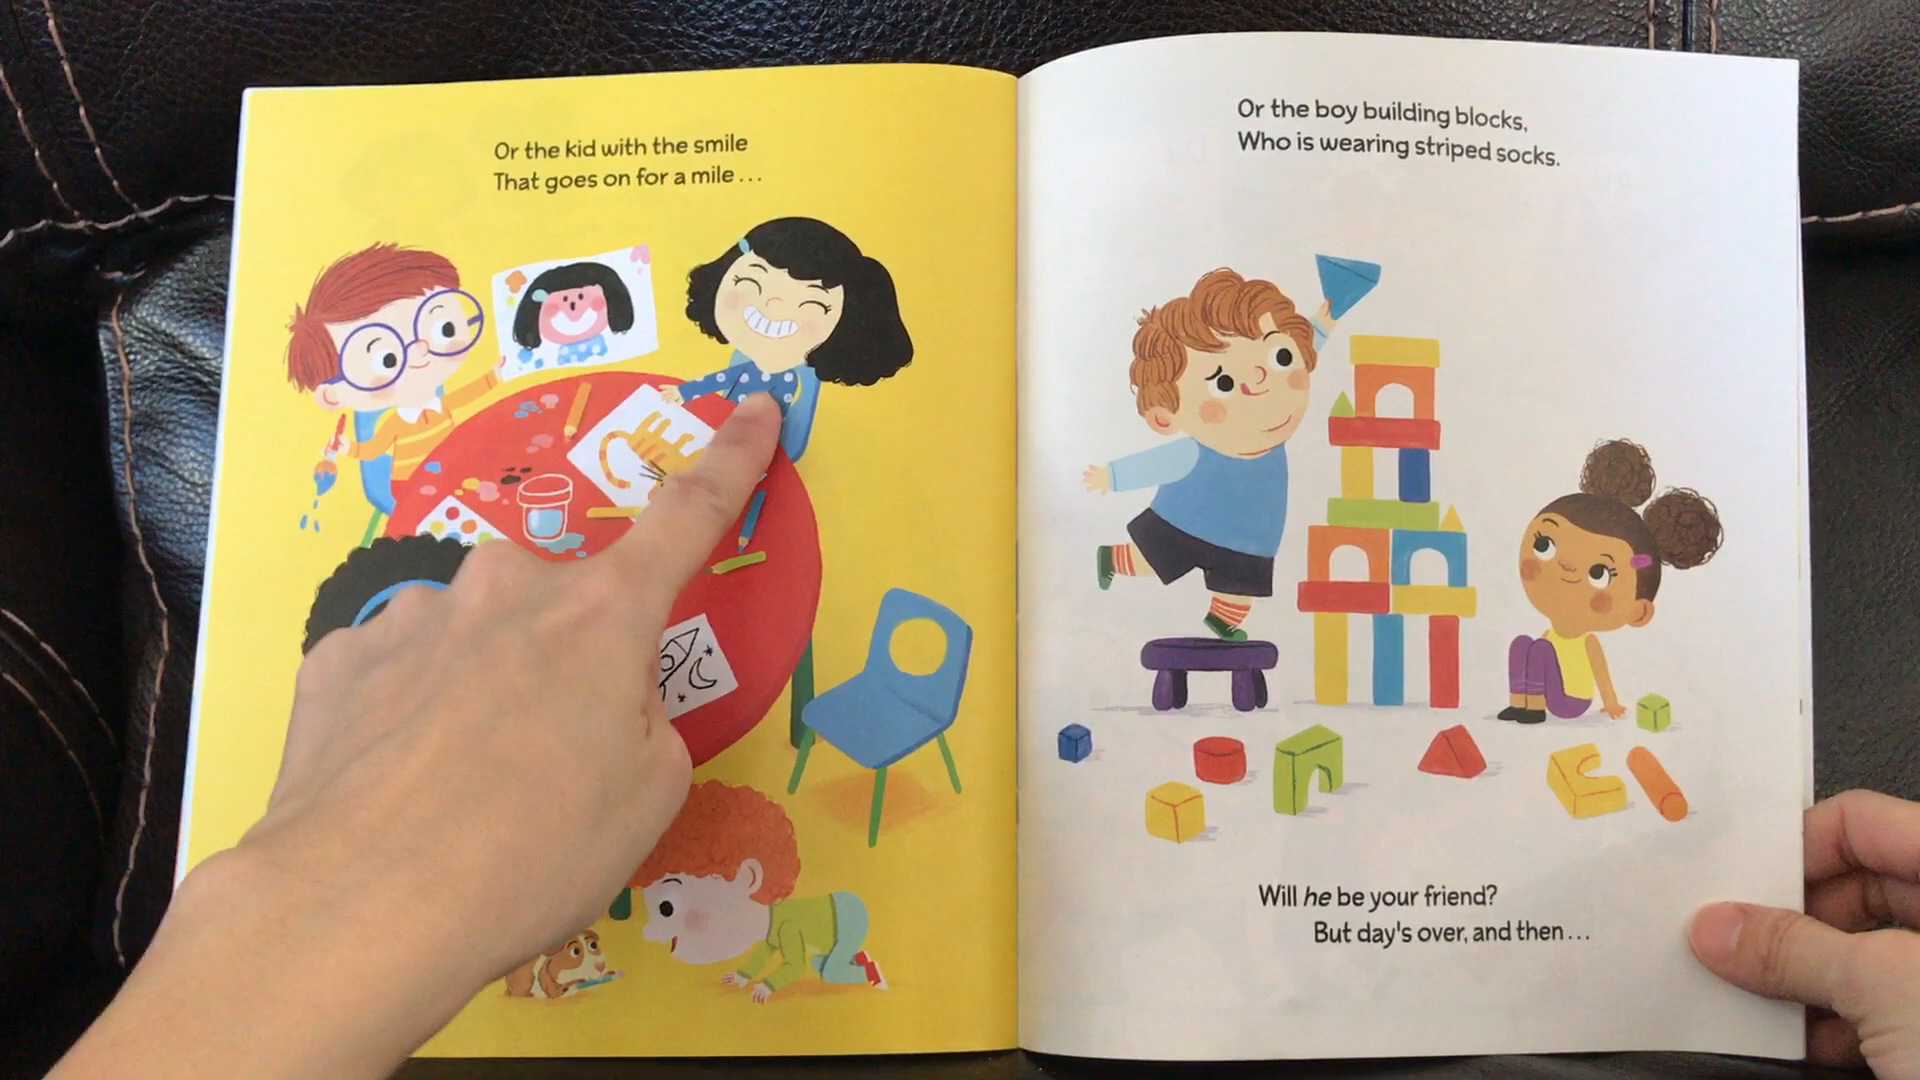 Or the kid with the smile
That goes on for a mile...
Or the boy building blocks,
Who is wearing striped socks.
Will he be your friend?
But day's over, and then...